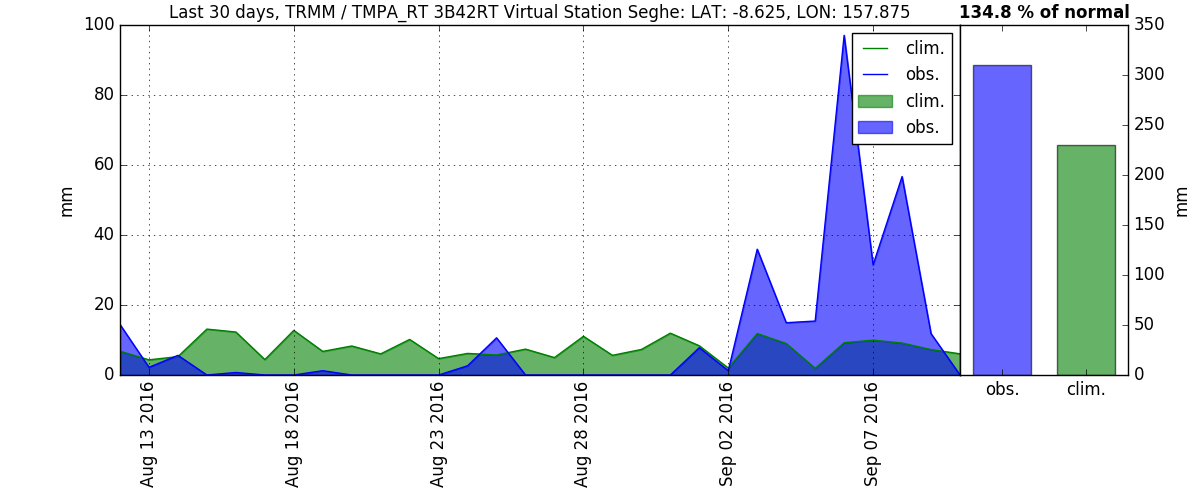 Last 30 days, TRMM / TMPA_RT 3B42RT Virtual Station Seghe: LAT: -8.625, LON: 157.875
134.8 % of normal
100
80
60
40
20
0
mm
clim.
obs.
clim.
obs.
350
300
250
200
150
100
50
0
mm
obs.
clim.
Aug 13 2016
Aug 18 2016
Aug 23 2016
Aug 28 2016
Sep 02 2016
Sep 07 2016